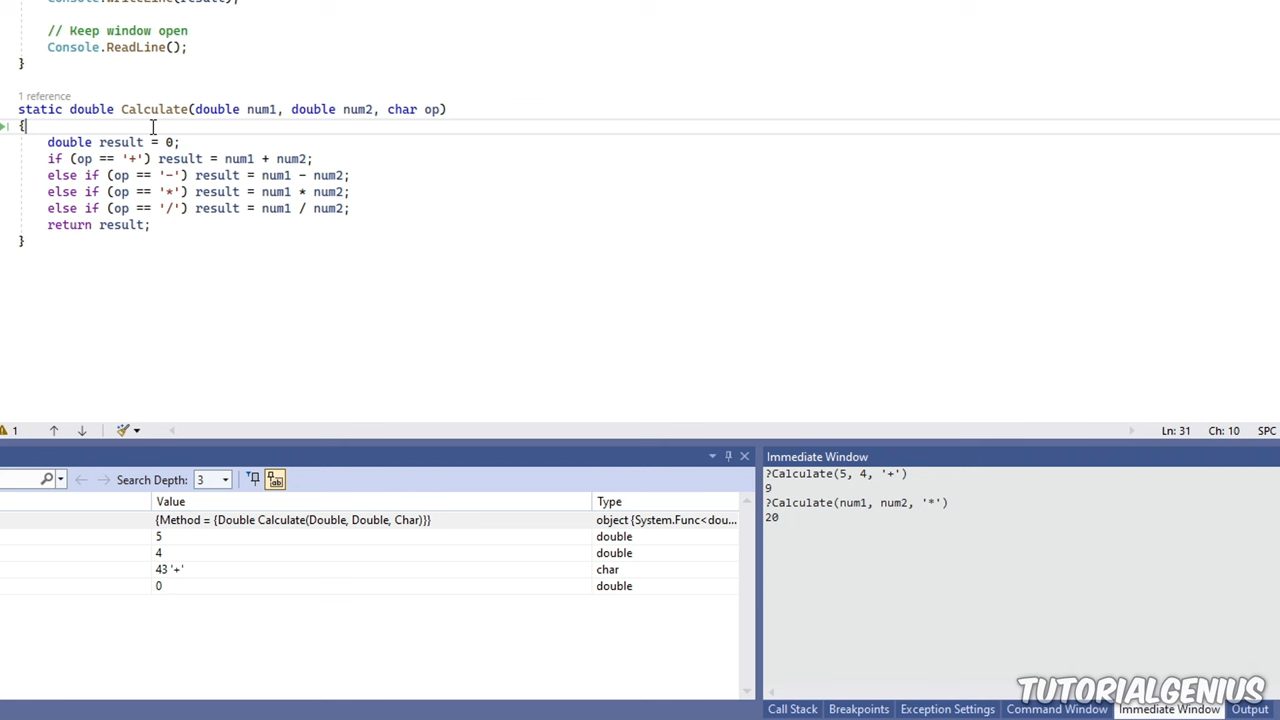 Console.WriteLine(result);
// Keep window open
Console.ReadLine();
}
1 reference
static double Calculate(double num1, double num2, char op)
{
double result = 0;
if (op == '+') result = num1 + num2;
else if (op == '-') result = num1 - num2;
else if (op == '*') result = num1 * num2;
else if (op == '/') result = num1 / num2;
return result;
}
1
Ln: 31 Ch: 10 SPC
Search Depth: 3
Value Type
{Method = {Double Calculate(Double, Double, Char)}} object {System.Func<dou...
5 double
4 double
43 '+' char
0 double
Immediate Window
?Calculate(5, 4, '+')
9
?Calculate(num1, num2, '*')
20
TUTORIALGENIUS
Call Stack Breakpoints Exception Settings Command Window Immediate Window Output